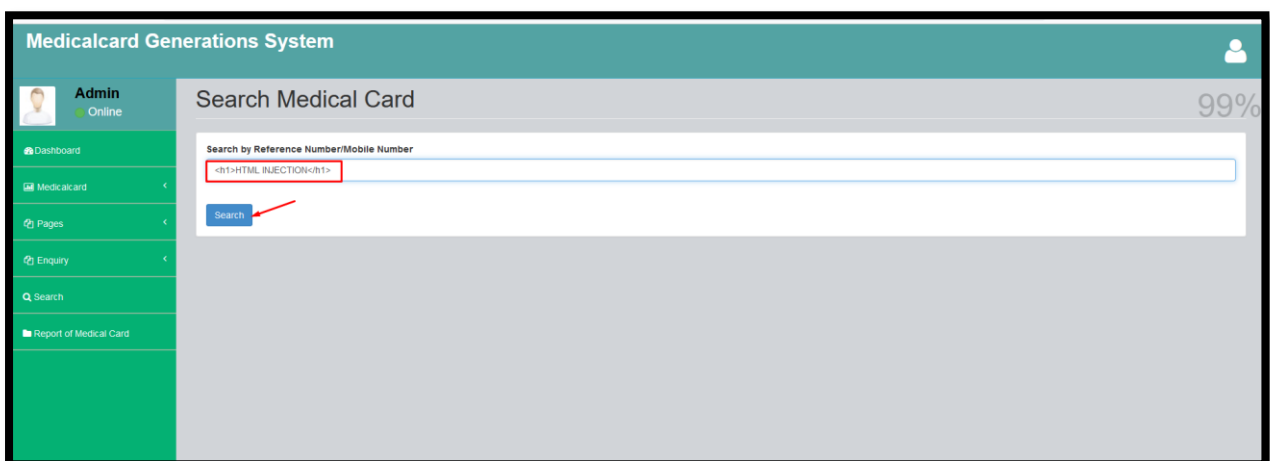 Medicalcard Generations System
Admin
Online
Dashboard
Medicalcard
Pages
Enquiry
Search
Report of Medical Card
Search Medical Card
99%
Search by Reference Number/Mobile Number
<h1>HTML INJECTION</h1>
Search